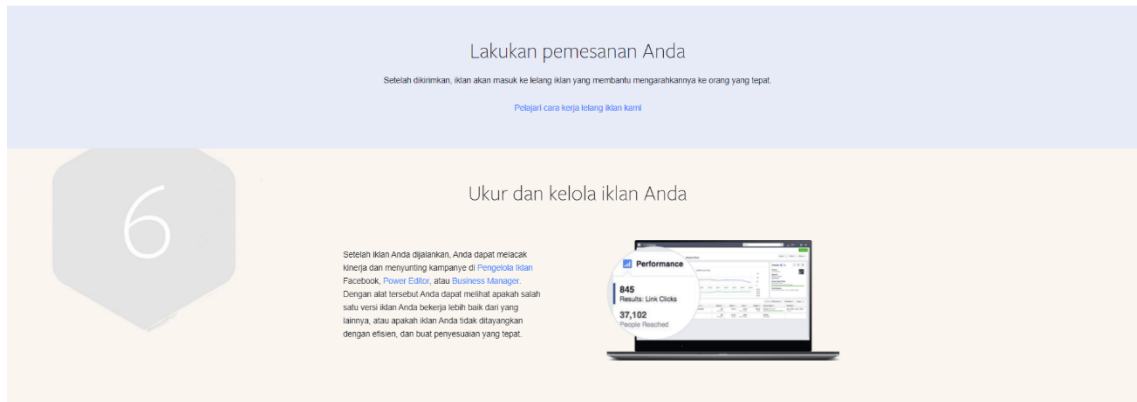 Lakukan pemesanan Anda
Setelah dikirimkan, iklan akan masuk ke lelang iklan yang membantu mengarahkannya ke orang yang tepat.
Pelajari cara kerja lelang iklan kami
6
Ukur dan kelola iklan Anda
Setelah iklan Anda dijalankan, Anda dapat melacak
kinerja dan menyunting kampanye di Pengelola Iklan
Facebook, Power Editor, atau Business Manager.
Dengan alat tersebut Anda dapat melihat apakah salah
satu versi iklan Anda bekerja lebih baik dari yang
lainnya, atau apakah iklan Anda tidak ditayangkan
dengan efisien, dan buat penyesuaian yang tepat.
Performance
845
Results: Link Clicks
37,102
People Reached